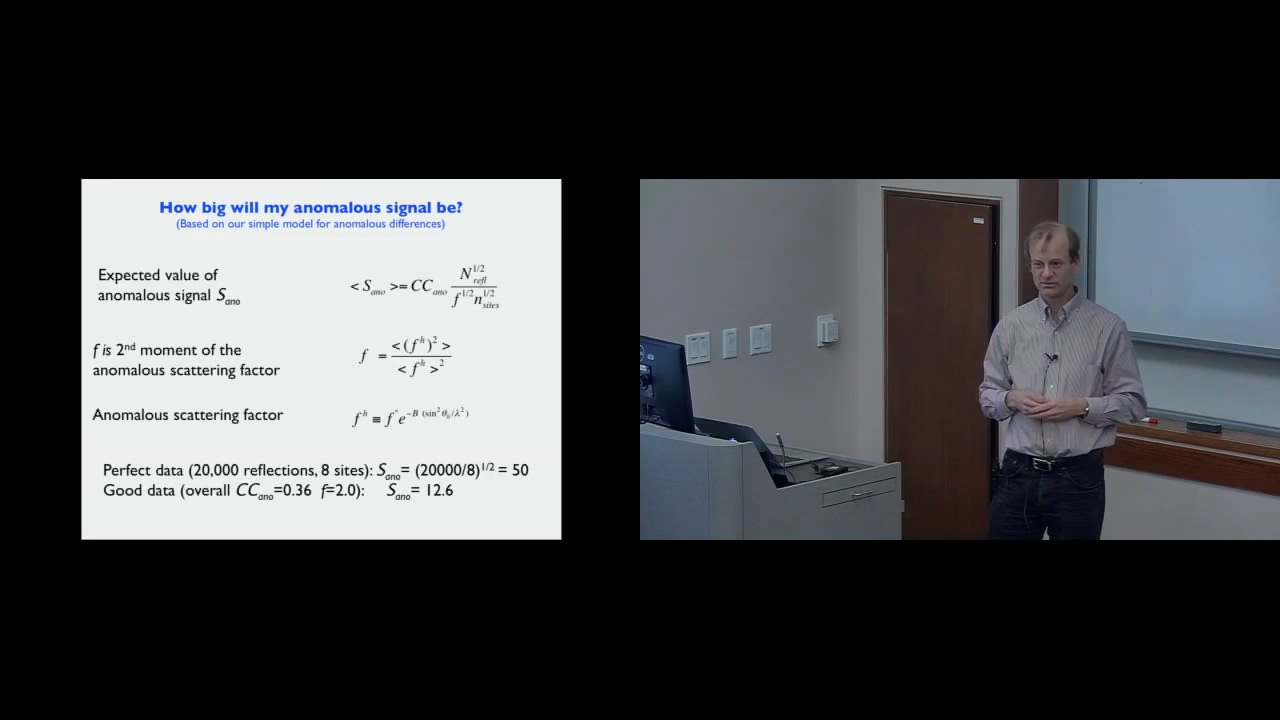 How big will my anomalous signal be?
(Based on our simple model for anomalous differences)
Expected value of
anomalous signal S_ano
< S_ano >= CC_ano N_refl^1/2 / f^1/2 n_sites^1/2
f is 2nd moment of the
anomalous scattering factor
f = < (f^h)^2 > / < f^h >^2
Anomalous scattering factor
f^h ≡ f" e^-B (sin^2 θ_h/λ^2)
Perfect data (20,000 reflections, 8 sites): S_ano= (20000/8)^1/2 = 50
Good data (overall CC_ano=0.36 f=2.0): S_ano= 12.6